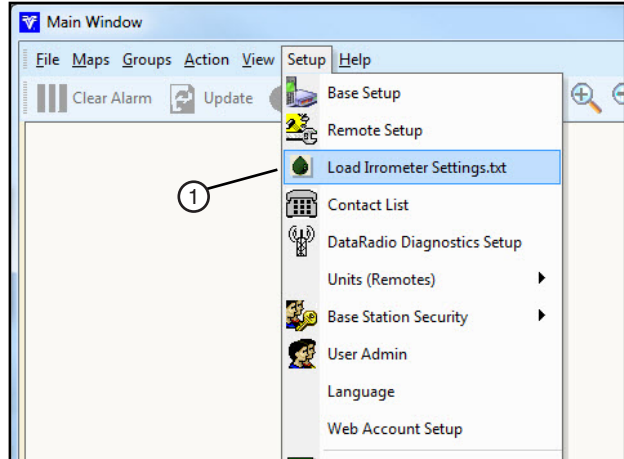 Main Window
File Maps Groups Action View Setup Help
Clear Alarm Update
Base Setup
Remote Setup
Load Irrometer Settings.txt
1
Contact List
DataRadio Diagnostics Setup
Units (Remotes)
Base Station Security
User Admin
Language
Web Account Setup